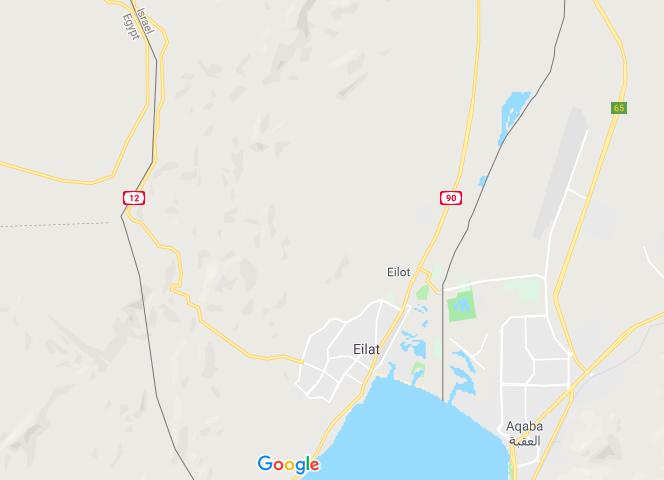 Israel
Egypt
65
12
90
Eilot
Eilat
Aqaba
العقبة
Google